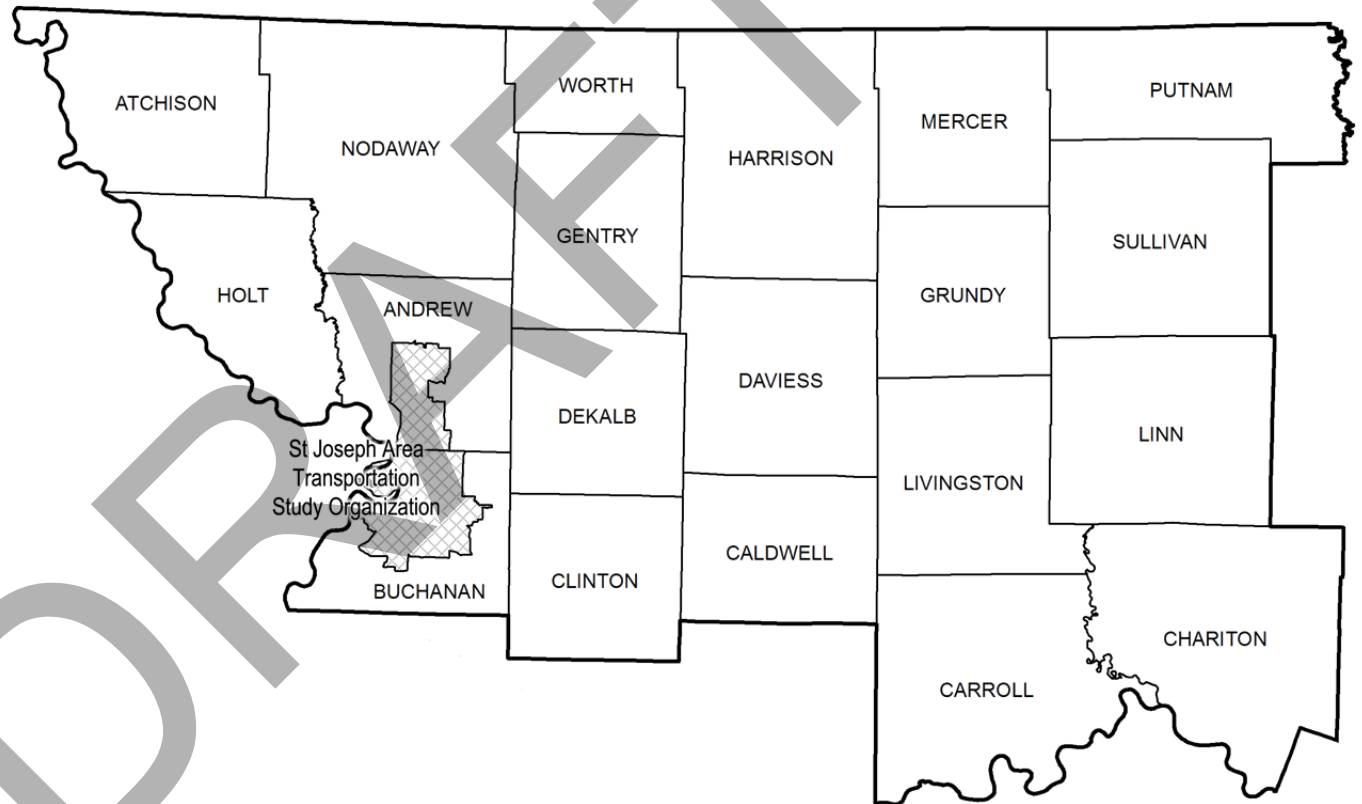 ATCHISON
NODAWAY
WORTH
HARRISON
MERCER
PUTNAM
GENTRY
SULLIVAN
HOLT
ANDREW
GRUNDY
DAVIESS
DEKALB
LINN
St Joseph Area
Transportation
Study Organization
LIVINGSTON
CALDWELL
CLINTON
BUCHANAN
CHARITON
CARROLL
DRAFT